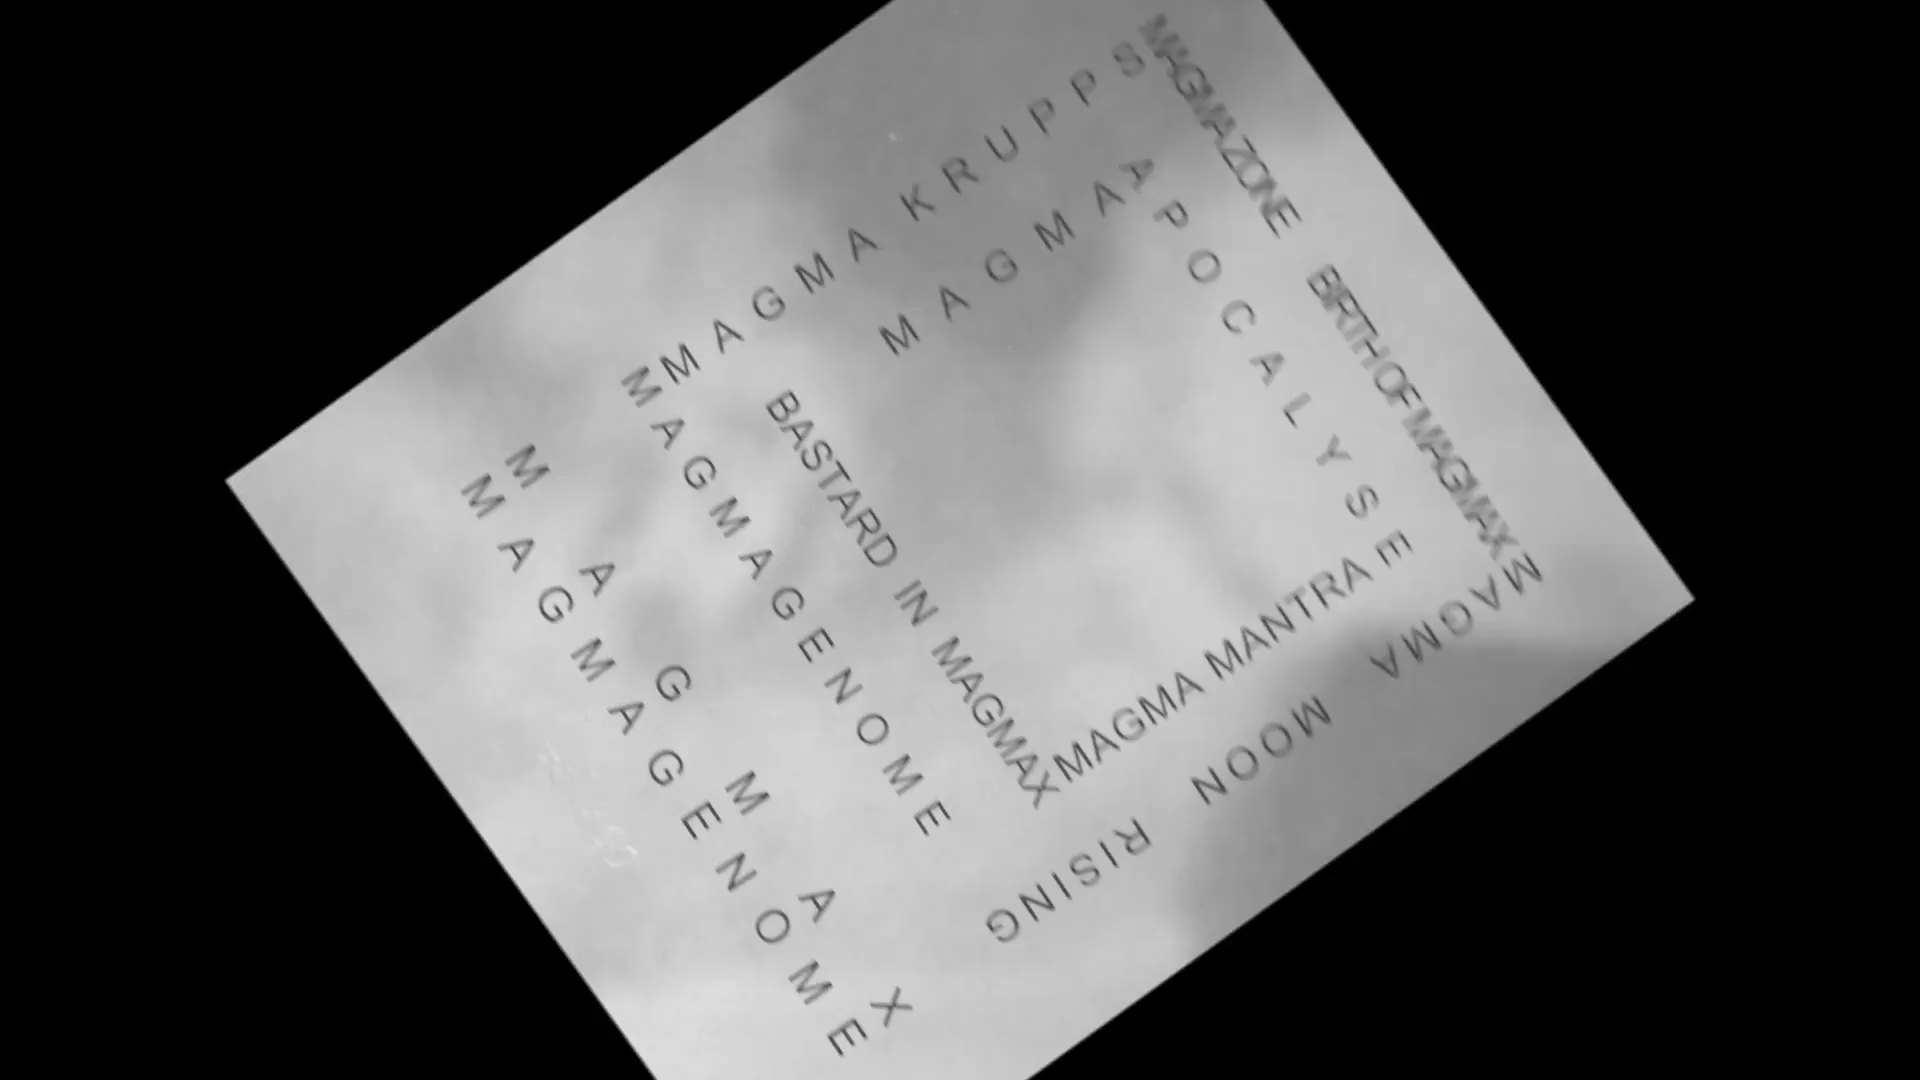 MAGMAZONE BIRTH OF MAGMAX
MAGMA KRUPPS
MAGMA
APOCALYSE
BASTARD IN MAGMAX
MAGMAGENOME
MAGMAX
MAGMAGENOME
MAGMA MANTRA
MAGMA MOON RISING